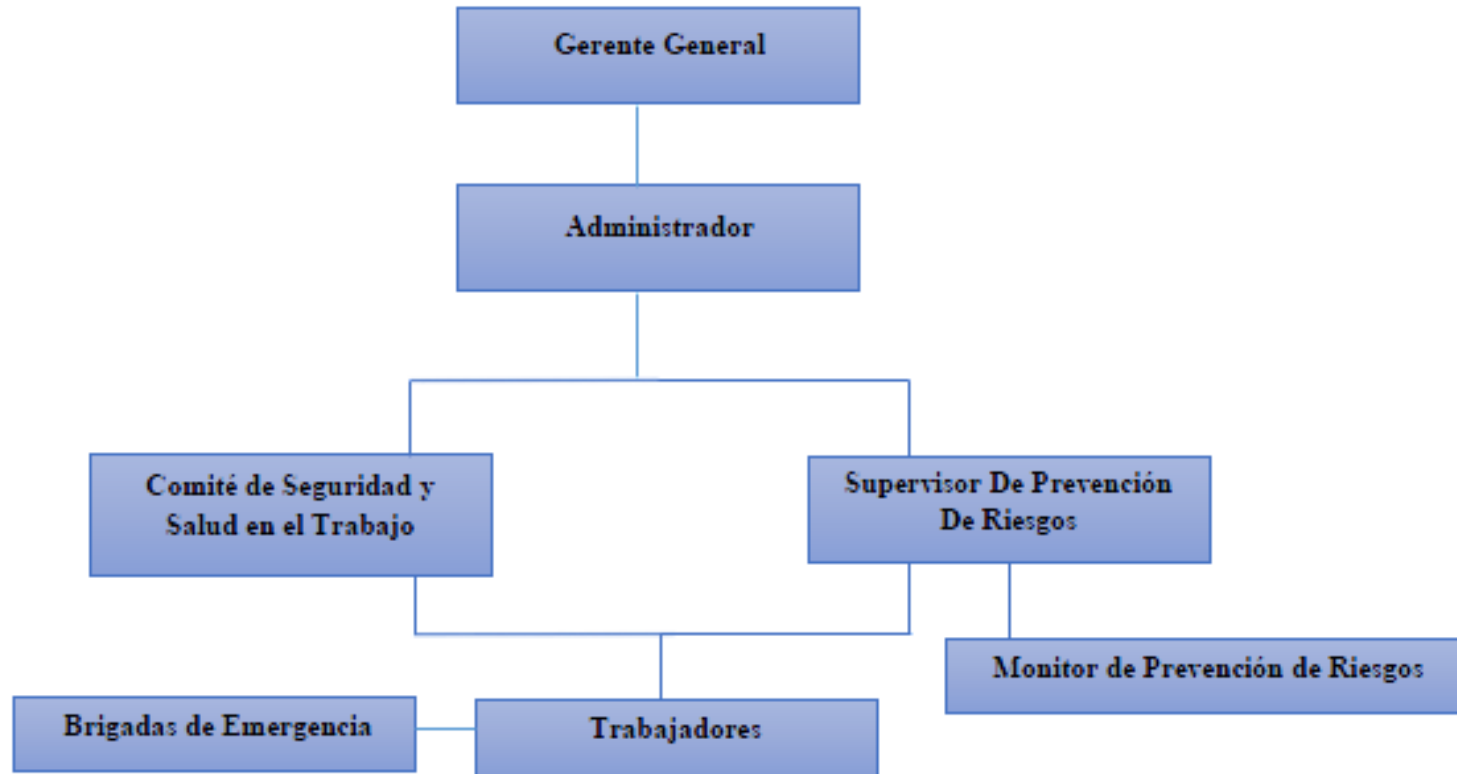 Gerente General
Administrador
Comité de Seguridad y
Salud en el Trabajo
Supervisor De Prevención
De Riesgos
Monitor de Prevención de Riesgos
Brigadas de Emergencia
Trabajadores